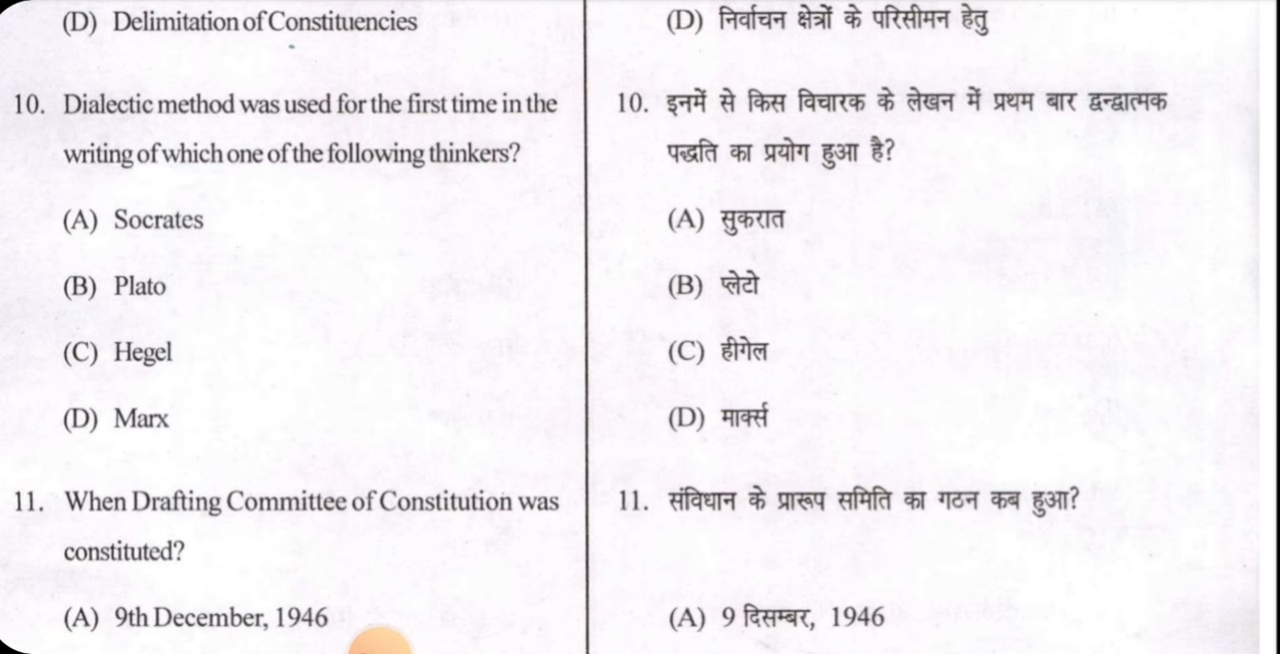 (D) Delimitation of Constituencies
10. Dialectic method was used for the first time in the
writing of which one of the following thinkers?
(A) Socrates
(B) Plato
(C) Hegel
(D) Marx
11. When Drafting Committee of Constitution was
constituted?
(A) 9th December, 1946
(D) निर्वाचन क्षेत्रों के परिसीमन हेतु
10. इनमें से किस विचारक के लेखन में प्रथम बार द्वन्द्वात्मक
पद्धति का प्रयोग हुआ है?
(A) सुकरात
(B) प्लेटो
(C) हीगेल
(D) मार्क्स
11. संविधान के प्रारूप समिति का गठन कब हुआ?
(A) 9 दिसम्बर, 1946